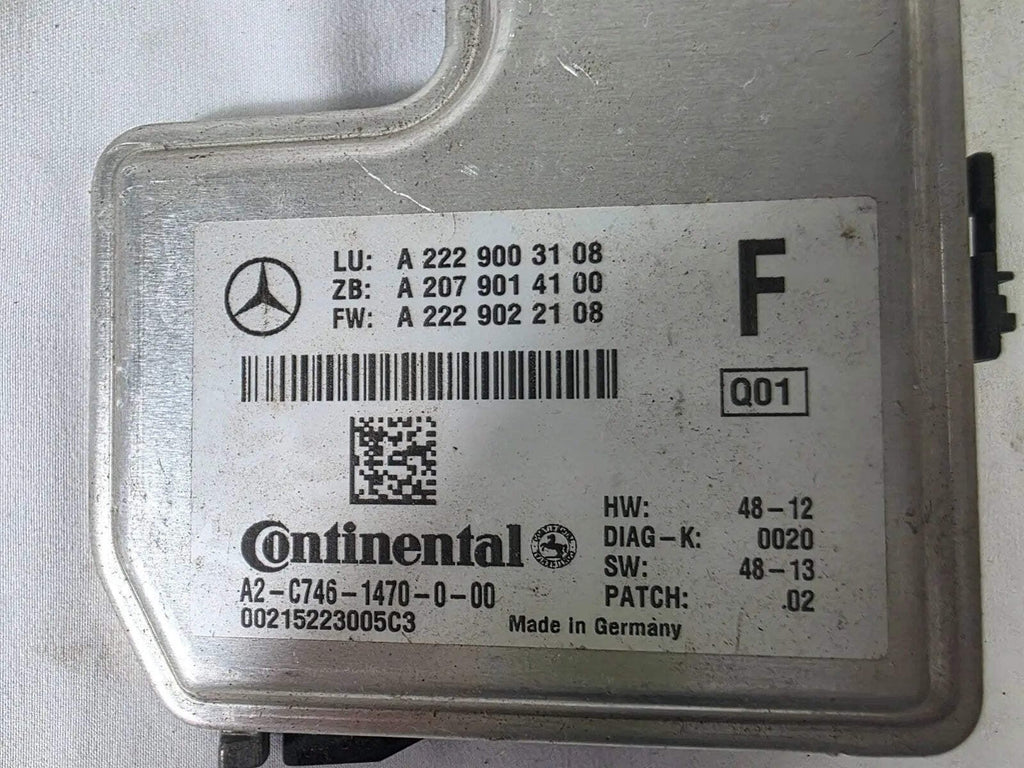 LU: A 222 900 31 08
ZB: A 207 901 41 00
FW: A 222 902 21 08
F
Q01
Continental
A2-C746-1470-0-00
00215223005C3
HW: 48-12
DIAG-K: 0020
SW: 48-13
PATCH: .02
Made in Germany